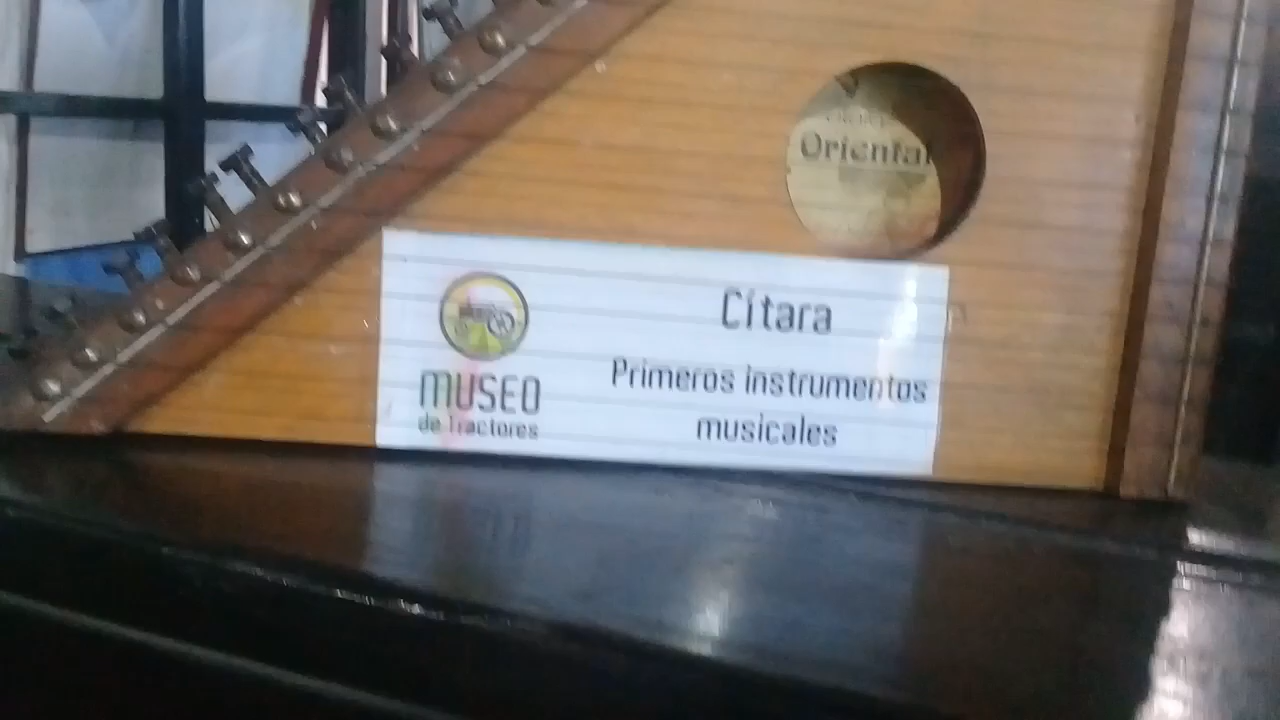 Oriental
Cítara
Primeros instrumentos
musicales
MUSEO
de Tractores